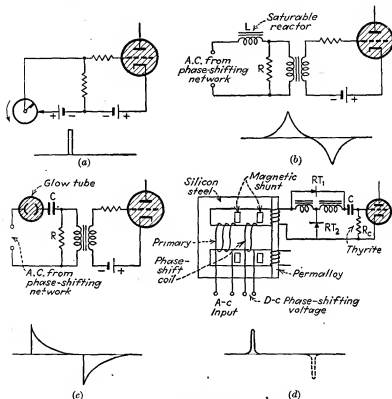 L
Saturable
reactor
A.C. from
phase-shifting
network
R
(a)
(b)
Glow tube
C
R
A.C. from
phase-shifting
network
Silicon
steel
Magnetic
shunt
RT₁
C
RT₂
R_C
Thyrite
Primary
Phase-
shift
coil
Permalloy
A-c
Input
D-c Phase-shifting
voltage
(c)
(d)